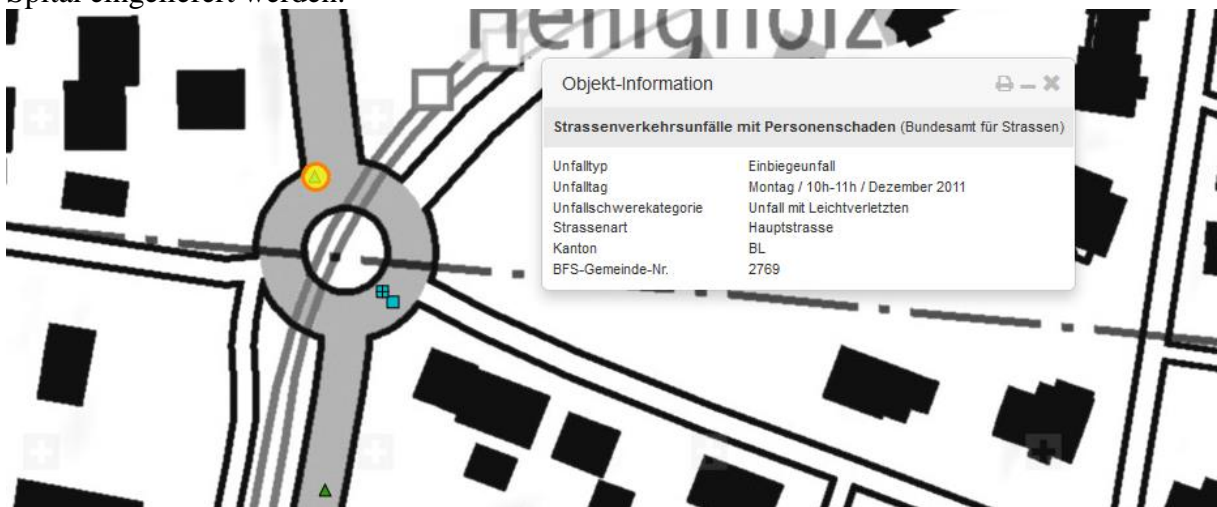 Spital eingeliefert werden.
Heiligholz
Objekt-Information
Strassenverkehrsunfälle mit Personenschaden (Bundesamt für Strassen)
Unfalltyp Einbiegeunfall
Unfalltag Montag / 10h-11h / Dezember 2011
Unfallschwerekategorie Unfall mit Leichtverletzten
Strassenart Hauptstrasse
Kanton BL
BFS-Gemeinde-Nr. 2769